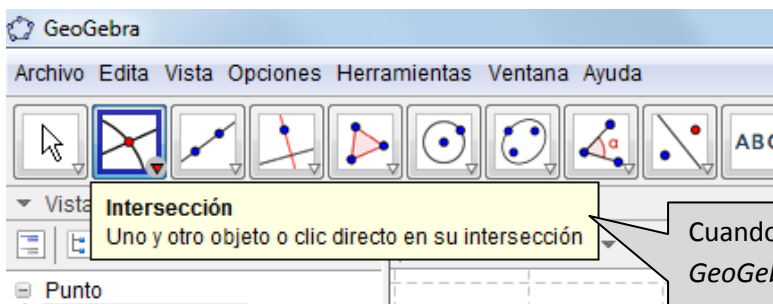 GeoGebra
Archivo Edita Vista Opciones Herramientas Ventana Ayuda
α
ABC
Vista
Intersección
Uno y otro objeto o clic directo en su intersección
Cuando
Punto